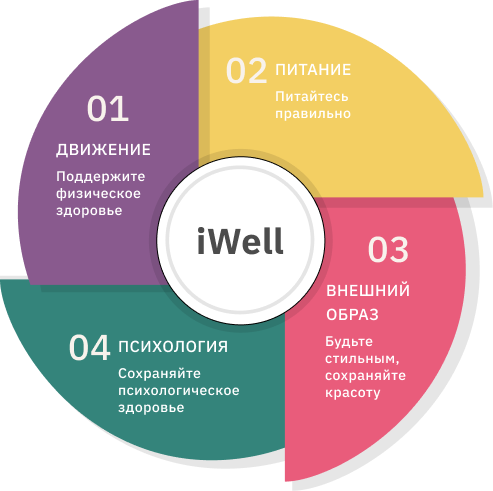 01
ДВИЖЕНИЕ
Поддержите
физическое
здоровье
02 ПИТАНИЕ
Питайтесь
правильно
iWell
03
ВНЕШНИЙ
ОБРАЗ
Будьте
стильным,
сохраняйте
красоту
04 ПСИХОЛОГИЯ
Сохраняйте
психологическое
здоровье